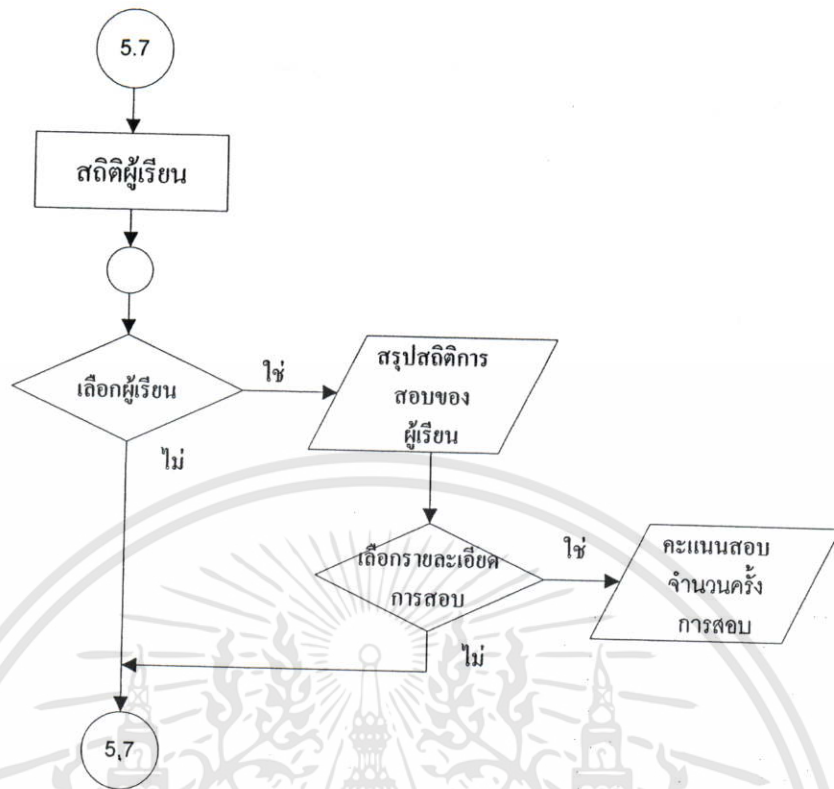 5.7
สถิติผู้เรียน
เลือกผู้เรียน
ใช่
สรุปสถิติการ
สอบของ
ผู้เรียน
ไม่
เลือกรายละเอียด
การสอบ
ใช่
คะแนนสอบ
จำนวนครั้ง
การสอบ
ไม่
5,7